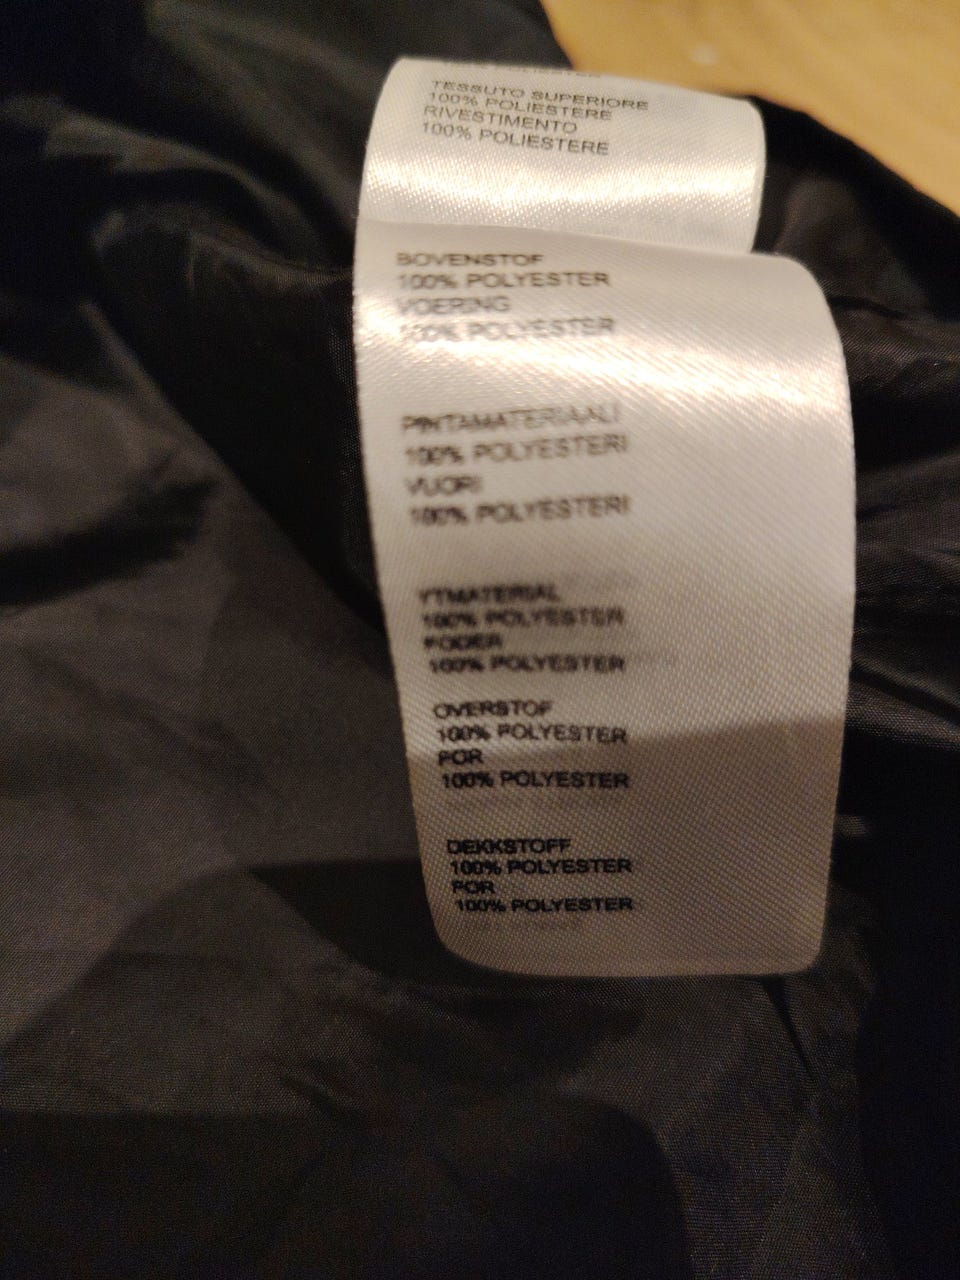 TESSUTO SUPERIORE
100% POLIESTERE
RIVESTIMENTO
100% POLIESTERE
BOVENSTOF
100% POLYESTER
VOERING
100% POLYESTER
PINTAMATERIAALI
100% POLYESTERI
VUORI
100% POLYESTERI
YTMATERIAL
100% POLYESTER
FODER
100% POLYESTER
OVERSTOF
100% POLYESTER
FOR
100% POLYESTER
DEKKSTOFF
100% POLYESTER
FOR
100% POLYESTER